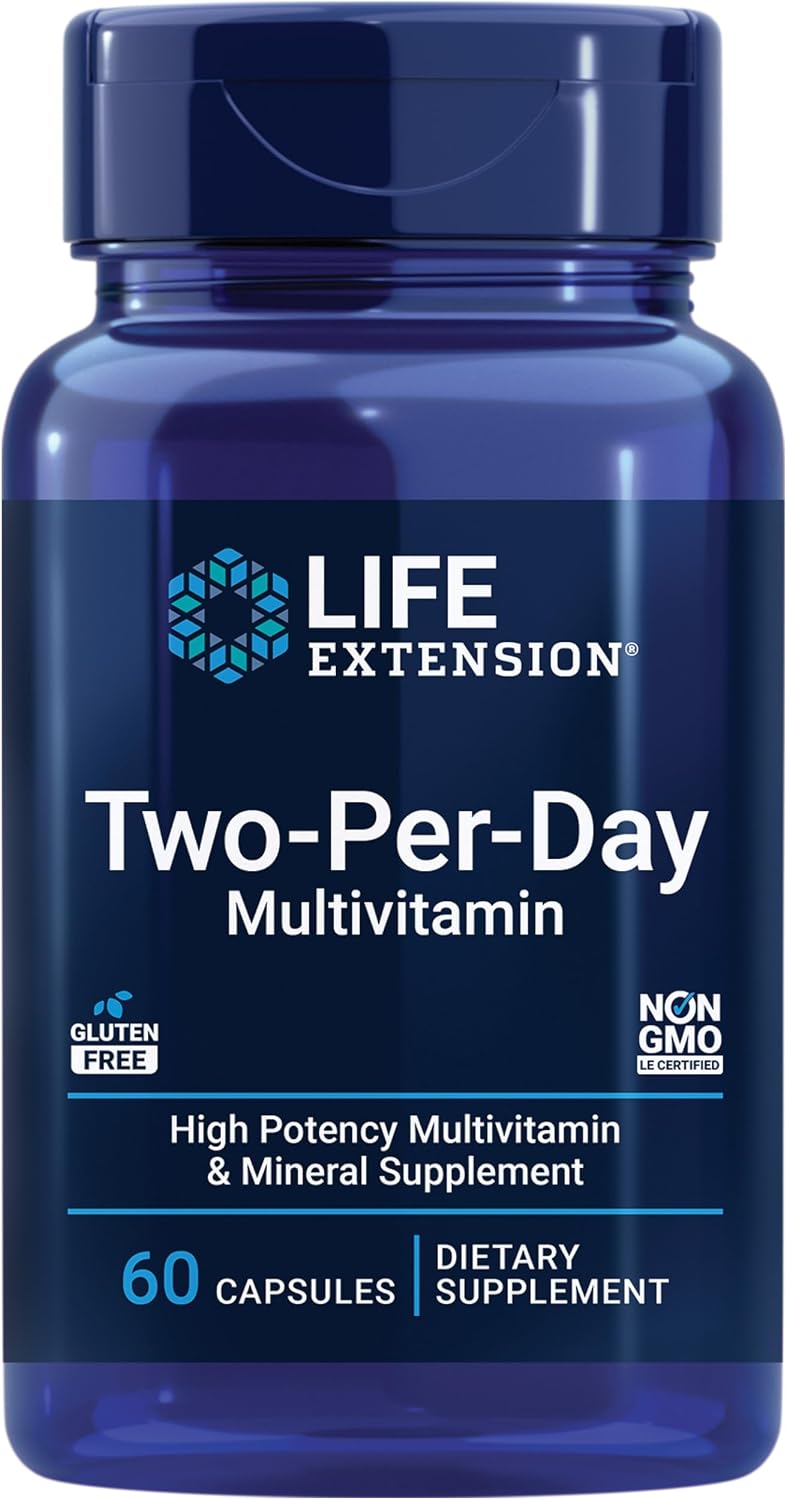 LIFE
EXTENSION®
Two-Per-Day
Multivitamin
GLUTEN
FREE
NON
GMO
LE CERTIFIED
High Potency Multivitamin
& Mineral Supplement
60 CAPSULES
DIETARY
SUPPLEMENT